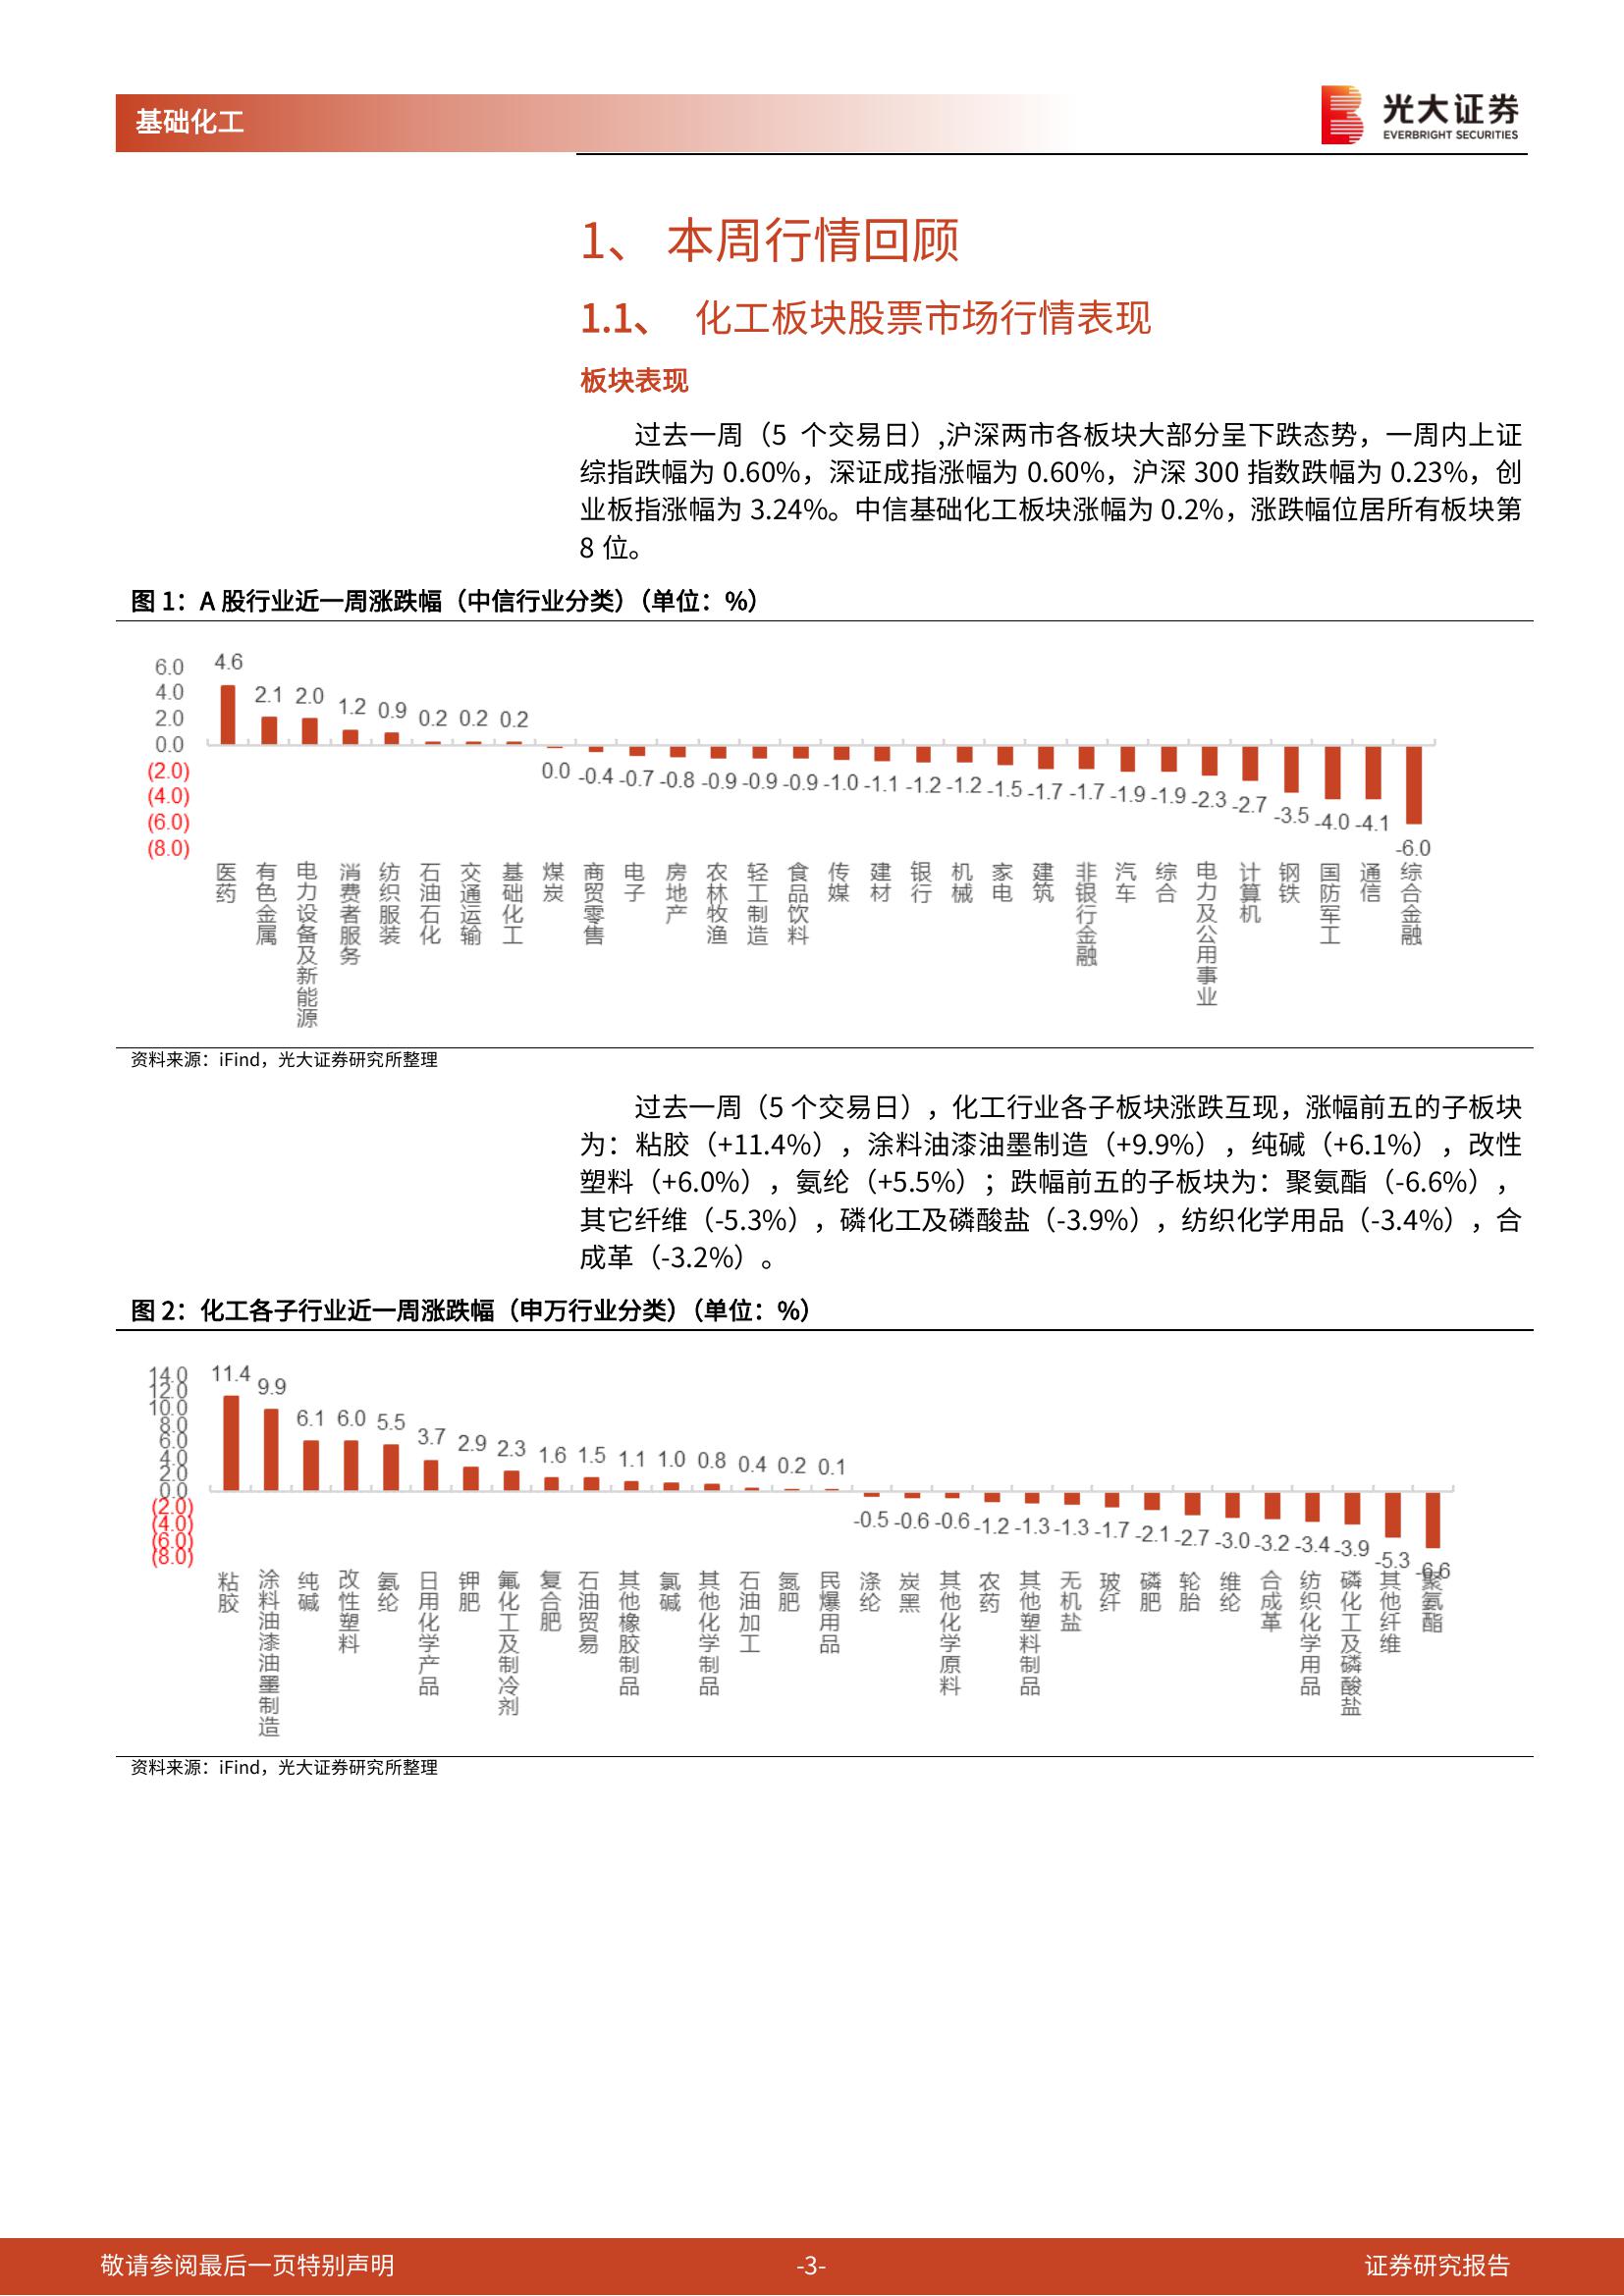 基础化工
光大证券
EVERBRIGHT SECURITIES
1、 本周行情回顾
1.1、 化工板块股票市场行情表现
板块表现
过去一周（5 个交易日）,沪深两市各板块大部分呈下跌态势，一周内上证
综指跌幅为 0.60%，深证成指涨幅为 0.60%，沪深 300 指数跌幅为 0.23%，创
业板指涨幅为 3.24%。中信基础化工板块涨幅为 0.2%，涨跌幅位居所有板块第
8 位。
图 1：A 股行业近一周涨跌幅（中信行业分类）（单位：%）
6.0
4.0
2.0
0.0
(2.0)
(4.0)
(6.0)
(8.0)
4.6 2.1 2.0 1.2 0.9 0.2 0.2 0.2 0.0 -0.4 -0.7 -0.8 -0.9 -0.9 -0.9 -1.0 -1.1 -1.2 -1.2 -1.5 -1.7 -1.7 -1.9 -1.9 -2.3 -2.7 -3.5 -4.0 -4.1 -6.0
医药
有色金属
电力设备及新能源
消费者服务
纺织服装
石油石化
交通运输
基础化工
煤炭
商贸零售
电子
房地产
农林牧渔
轻工制造
食品饮料
传媒
建材
银行
机械
家电
建筑
非银行金融
汽车
综合
电力及公用事业
计算机
钢铁
国防军工
通信
综合金融
资料来源：iFind，光大证券研究所整理
过去一周（5 个交易日），化工行业各子板块涨跌互现，涨幅前五的子板块
为：粘胶（+11.4%），涂料油漆油墨制造（+9.9%），纯碱（+6.1%），改性
塑料（+6.0%），氨纶（+5.5%）；跌幅前五的子板块为：聚氨酯（-6.6%），
其它纤维（-5.3%），磷化工及磷酸盐（-3.9%），纺织化学用品（-3.4%），合
成革（-3.2%）。
图 2：化工各子行业近一周涨跌幅（申万行业分类）（单位：%）
14.0
12.0
10.0
8.0
6.0
4.0
2.0
0.0
(2.0)
(4.0)
(6.0)
(8.0)
11.4 9.9 6.1 6.0 5.5 3.7 2.9 2.3 1.6 1.5 1.1 1.0 0.8 0.4 0.2 0.1 -0.5 -0.6 -0.6 -1.2 -1.3 -1.3 -1.7 -2.1 -2.7 -3.0 -3.2 -3.4 -3.9 -5.3 -6.6
粘胶
涂料油漆油墨制造
纯碱
改性塑料
氨纶
日用化学产品
钾肥
氟化工及制冷剂
复合肥
石油贸易
其他橡胶制品
氯碱
其他化学制品
石油加工
氮肥
民爆用品
涤纶
炭黑
其他化学原料
农药
其他塑料制品
无机盐
玻纤
磷肥
轮胎
维纶
合成革
纺织化学用品
磷化工及磷酸盐
其他纤维
聚氨酯
资料来源：iFind，光大证券研究所整理
敬请参阅最后一页特别声明
-3-
证券研究报告